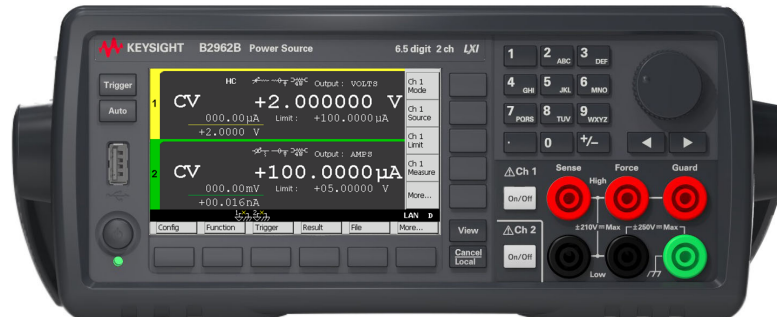 KEYSIGHT B2962B Power Source 6.5 digit 2 ch LXI
Trigger
Auto
1
HC Output : VOLTS
CV +2.000000 V
000.00µA Limit : +100.0000µA
+2.0000 V
2
Output : AMPS
CV +100.0000µA
000.00mV Limit : +05.00000 V
+00.016nA
LAN D
Ch 1 Mode
Ch 1 Source
Ch 1 Limit
Ch 1 Measure
More...
Config Function Trigger Result File More...
View
Cancel Local
1 2 ABC 3 DEF
4 GHI 5 JKL 6 MNO
7 PQRS 8 TUV 9 WXYZ
. 0 +/-
Ch 1 Sense Force Guard
High
On/Off
±210V Max ±250V Max
Ch 2
On/Off
Low